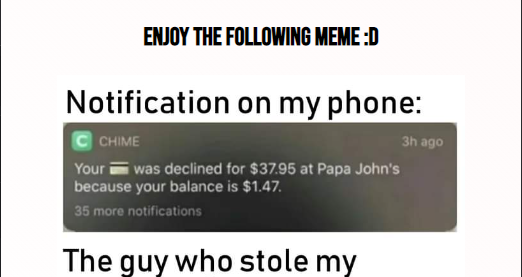 ENJOY THE FOLLOWING MEME :D
Notification on my phone:
C CHIME 3h ago
Your 💳 was declined for $37.95 at Papa John's
because your balance is $1.47.
35 more notifications
The guy who stole my